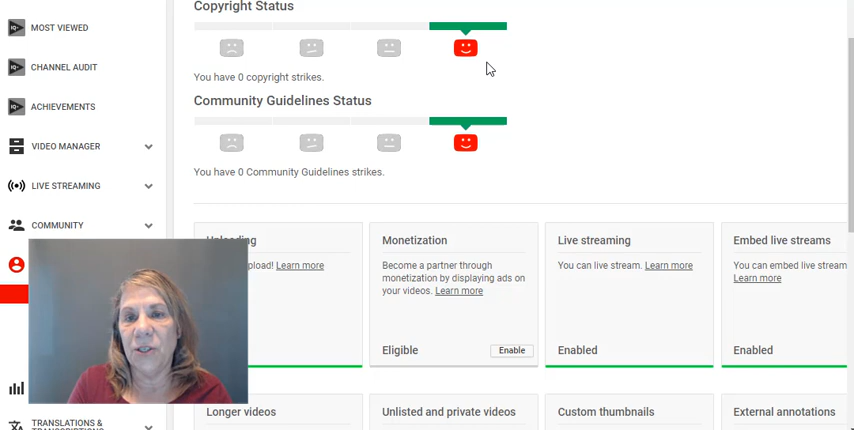 Copyright Status
IQ+ MOST VIEWED
You have 0 copyright strikes.
IQ+ CHANNEL AUDIT
Community Guidelines Status
IQ+ ACHIEVEMENTS
VIDEO MANAGER
You have 0 Community Guidelines strikes.
LIVE STREAMING
COMMUNITY
Monetization
Become a partner through
monetization by displaying ads on
your videos. Learn more
Eligible Enable
Live streaming
You can live stream. Learn more
Enabled
Embed live streams
You can embed live stream
Learn more
Enabled
Learn more
Longer videos
Unlisted and private videos
Custom thumbnails
External annotations
TRANSLATIONS &